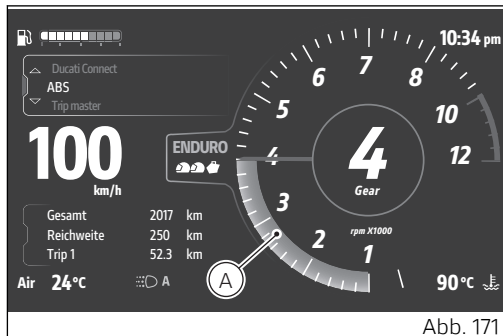 10:34 pm
Ducati Connect
ABS
Trip master
100
km/h
ENDURO
Gesamt 2017 km
Reichweite 250 km
Trip 1 52.3 km
Air 24°C
A
A
1
2
3
4
5
6
7
8
10
12
rpm X1000
4
Gear
90 °C
Abb. 171